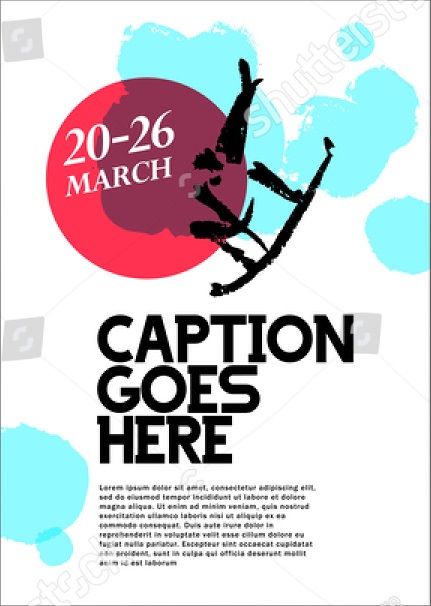 shutterstock
20-26
MARCH
CAPTION
GOES
HERE
Lorem ipsum dolor sit amet, consectetur adipiscing elit,
sed do eiusmod tempor incididunt ut labore et dolore
magna aliqua. Ut enim ad minim veniam, quis nostrud
exercitation ullamco laboris nisi ut aliquip ex ea
commodo consequat. Duis aute irure dolor in
reprehenderit in voluptate velit esse cillum dolore eu
fugiat nulla pariatur. Excepteur sint occaecat cupidatat
non proident, sunt in culpa qui officia deserunt mollit
anim id est laborum